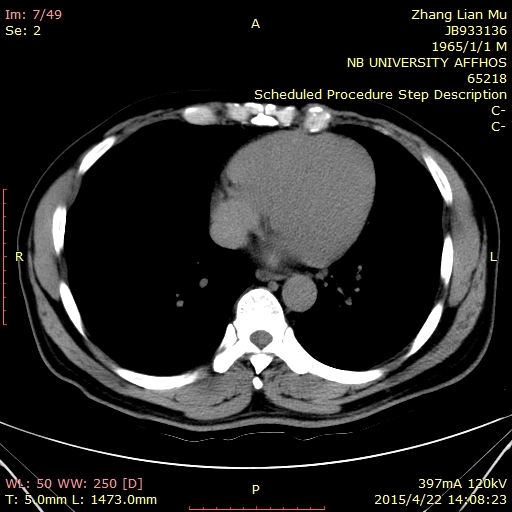 Im: 7/49
Se: 2
A
Zhang Lian Mu
JB933136
1965/1/1 M
NB UNIVERSITY AFFHOS
65218
Scheduled Procedure Step Description
C-
C-
R
L
WL: 50 WW: 250 [D]
T: 5.0mm L: 1473.0mm
P
397mA 120kV
2015/4/22 14:08:23